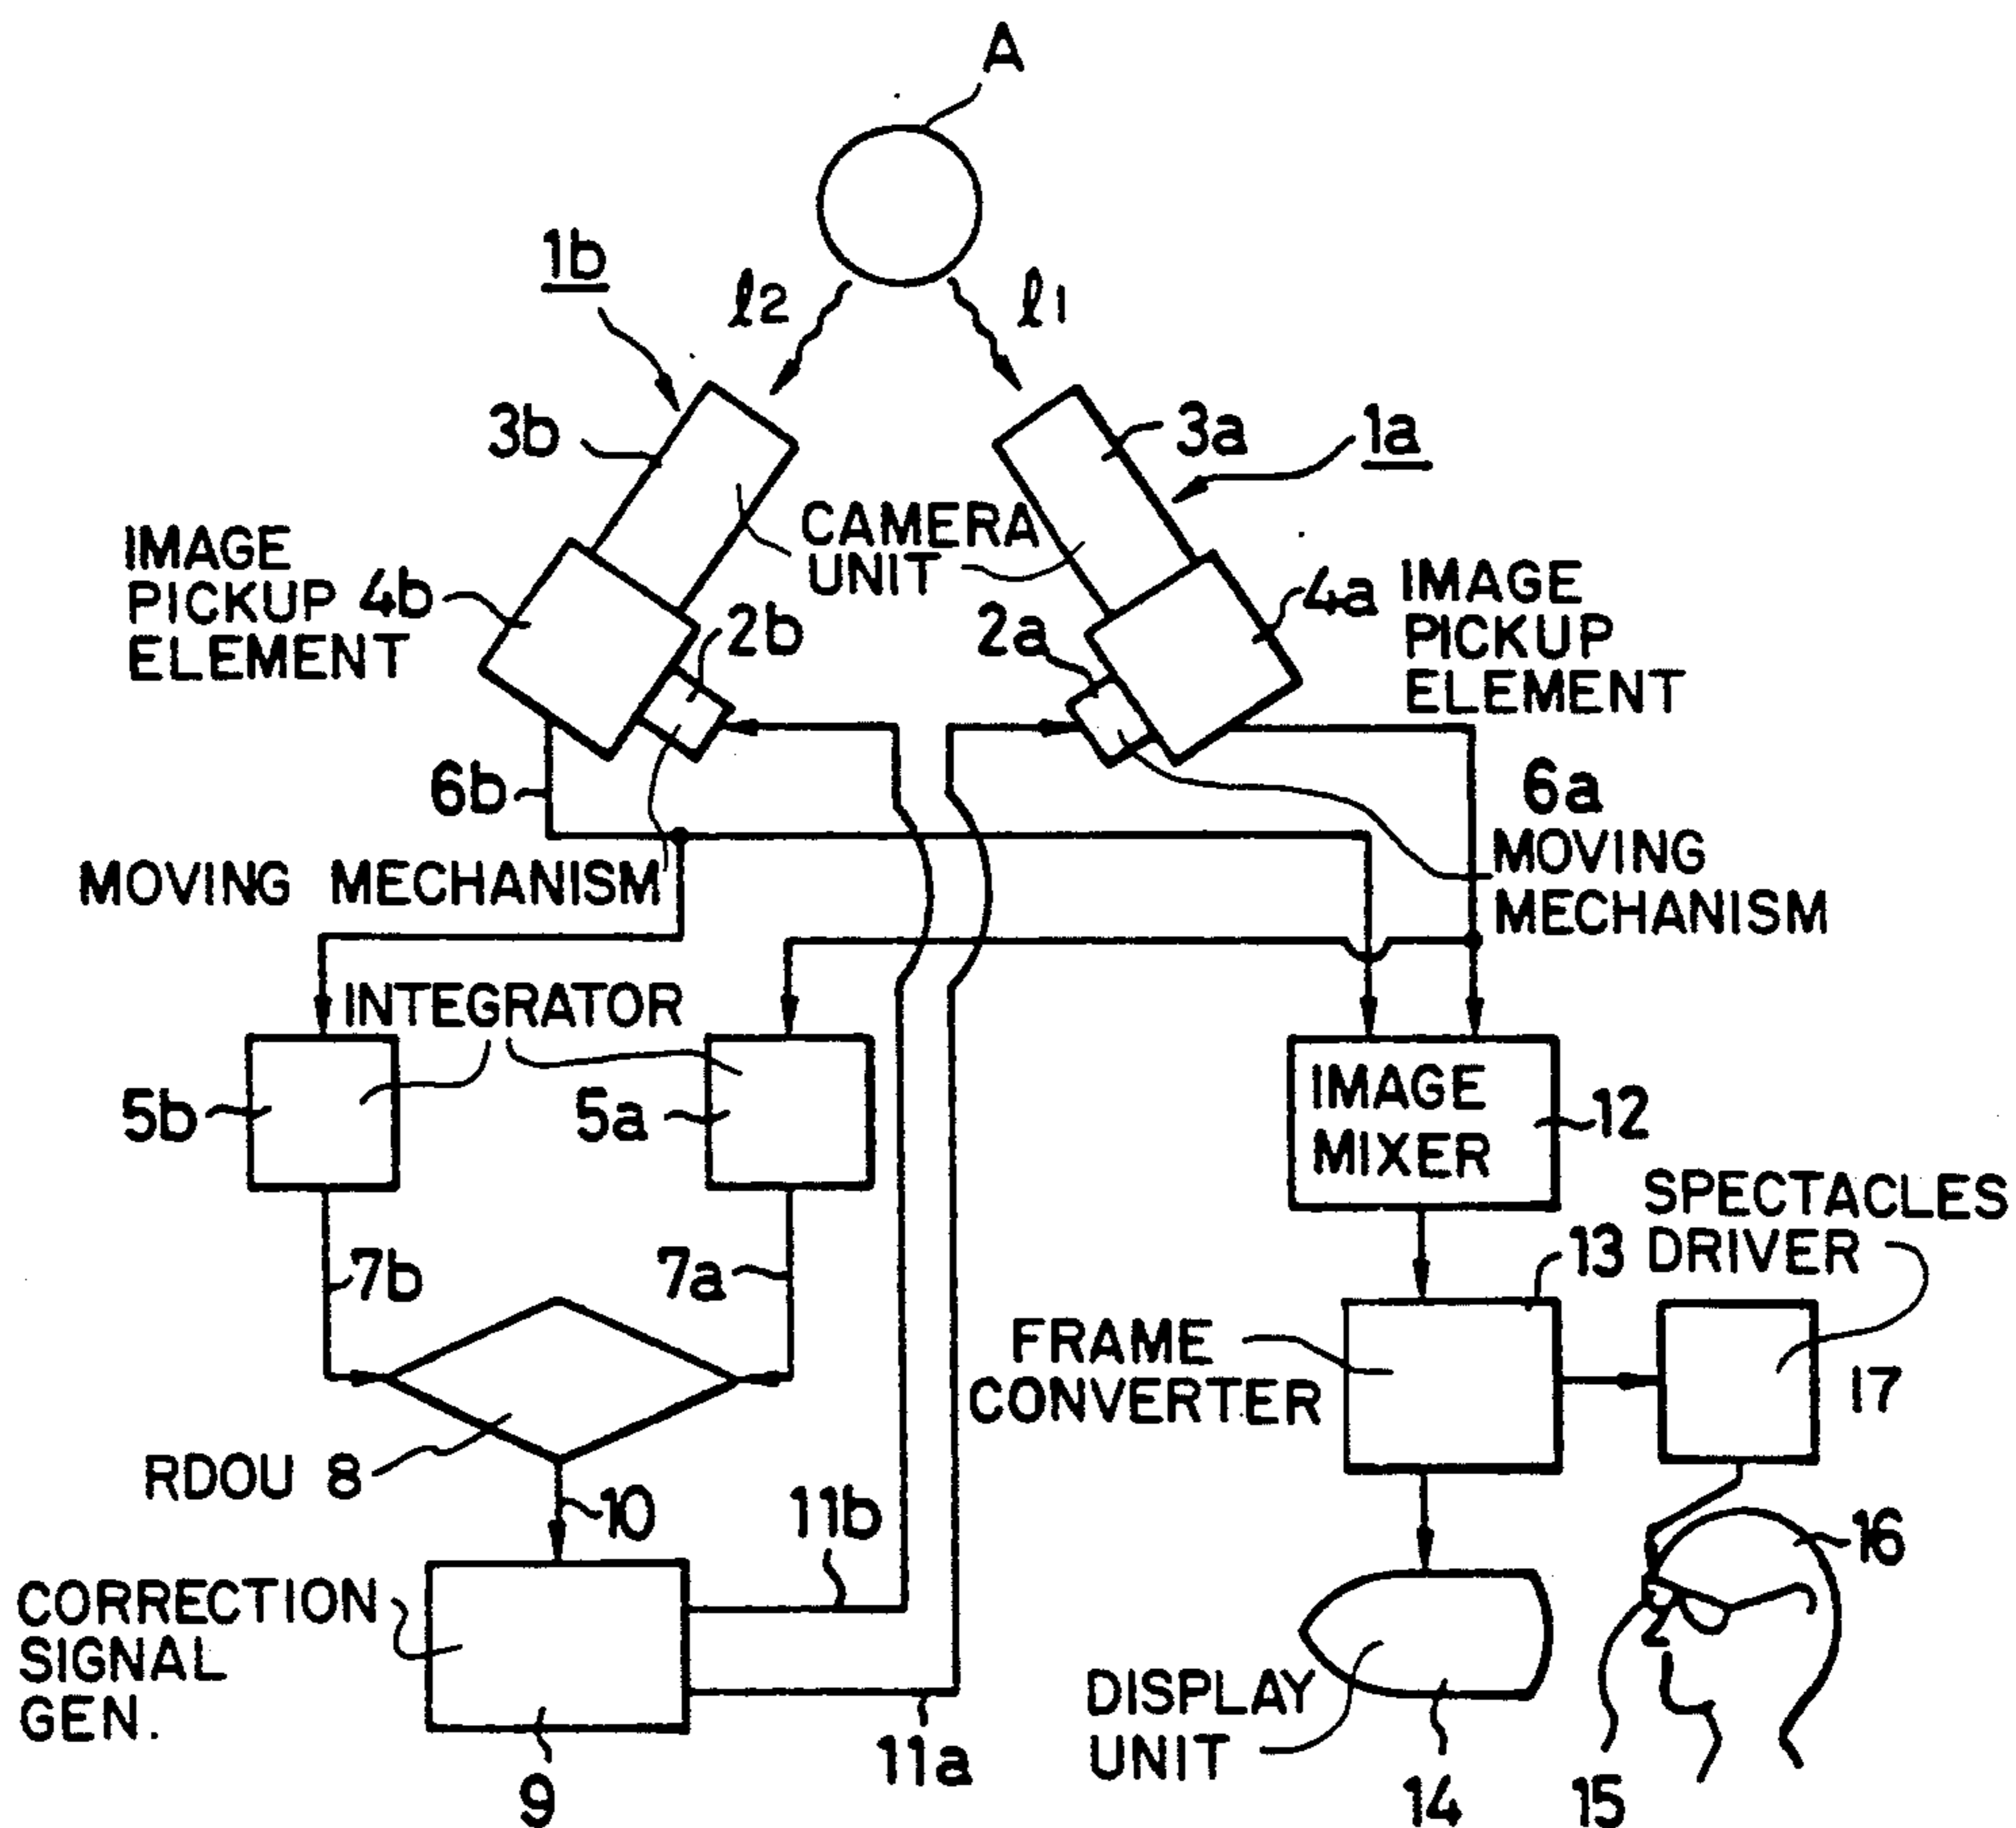 A
1b
l2
l1
3b
3a
1a
CAMERA
UNIT
IMAGE
PICKUP 4b
ELEMENT
2b
2a
4a IMAGE
PICKUP
ELEMENT
6b
6a
MOVING MECHANISM
MOVING
MECHANISM
INTEGRATOR
5b
5a
IMAGE
MIXER
12
SPECTACLES
DRIVER
7b
7a
13
FRAME
CONVERTER
17
RDOU 8
10
11b
16
CORRECTION
SIGNAL
GEN.
DISPLAY
UNIT
9
11a
14
15